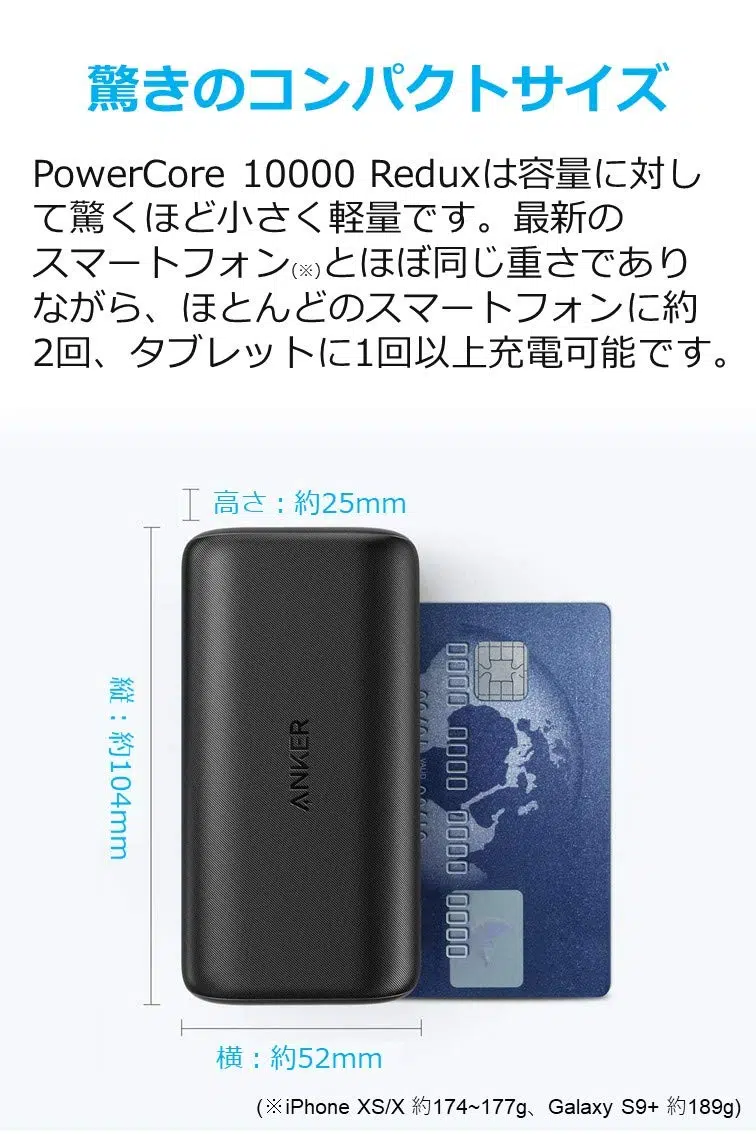 驚きのコンパクトサイズ
PowerCore 10000 Reduxは容量に対し
て驚くほど小さく軽量です。最新の
スマートフォン(※)とほぼ同じ重さであり
ながら、ほとんどのスマートフォンに約
2回、タブレットに1回以上充電可能です。
高さ：約25mm
縦：約104mm
ANKER
0000 0000 0000 0000
横：約52mm
(※iPhone XS/X 約174~177g、Galaxy S9+ 約189g)